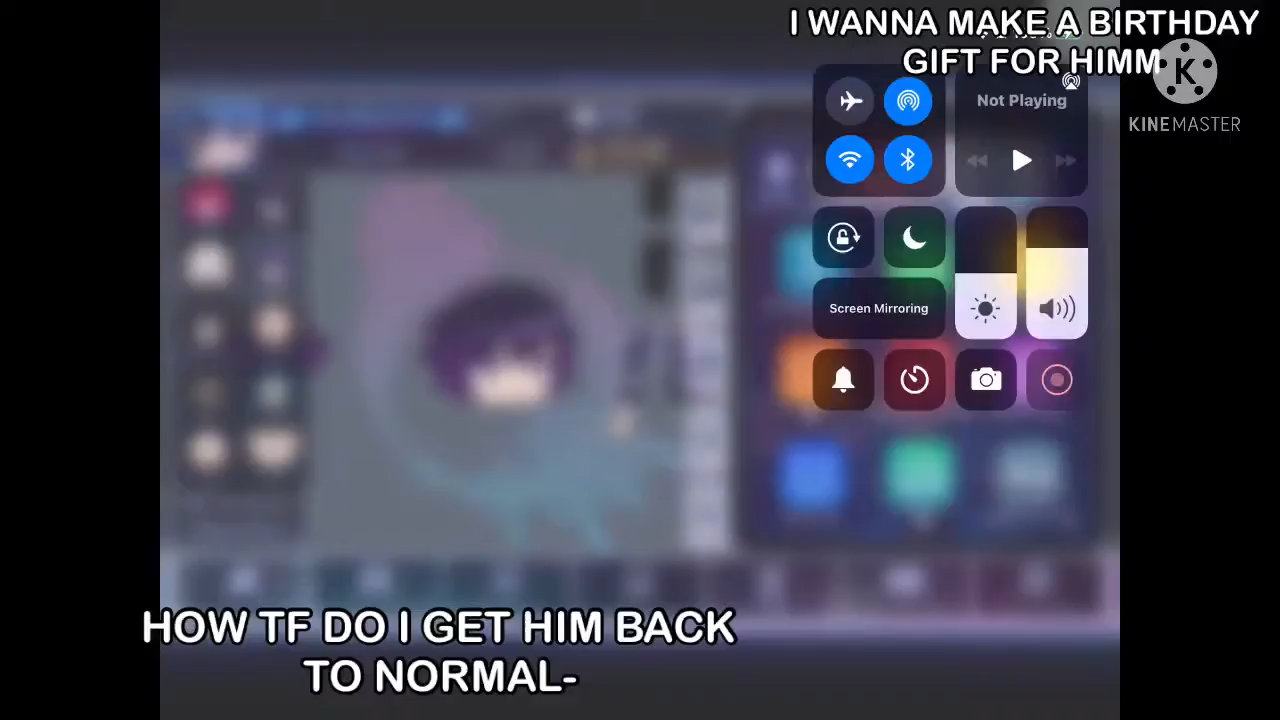 I WANNA MAKE A BIRTHDAY
GIFT FOR HIMM
K
KINEMASTER
Not Playing
Screen Mirroring
HOW TF DO I GET HIM BACK
TO NORMAL-